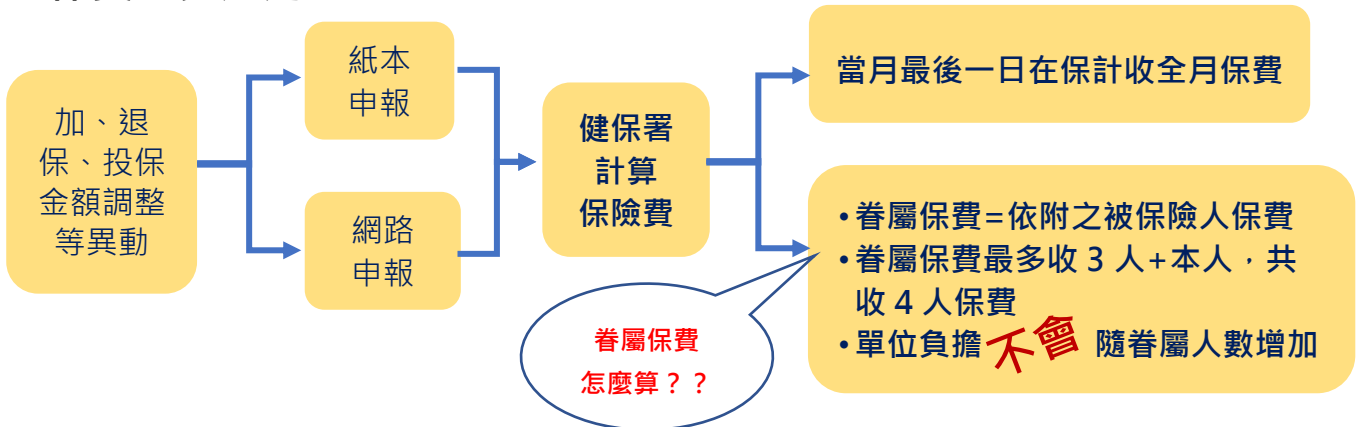 加、退
保、投保
金額調整
等異動
紙本
申報
網路
申報
健保署
計算
保險費
當月最後一日在保計收全月保費
•眷屬保費=依附之被保險人保費
•眷屬保費最多收 3 人+本人，共
收 4 人保費
•單位負擔不會 隨眷屬人數增加
眷屬保費
怎麼算？？